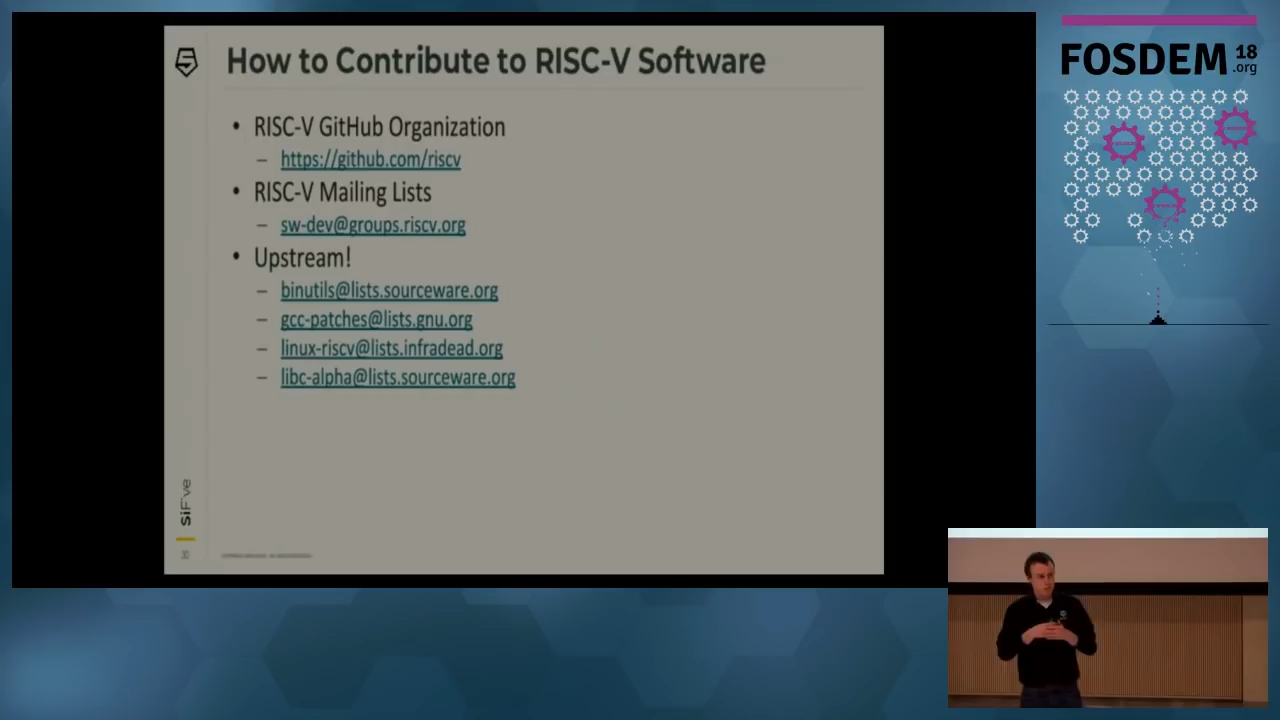 How to Contribute to RISC-V Software
• RISC-V GitHub Organization
– https://github.com/riscv
• RISC-V Mailing Lists
– sw-dev@groups.riscv.org
• Upstream!
– binutils@lists.sourceware.org
– gcc-patches@lists.gnu.org
– linux-riscv@lists.infradead.org
– libc-alpha@lists.sourceware.org
SiFive
FOSDEM 18
.org